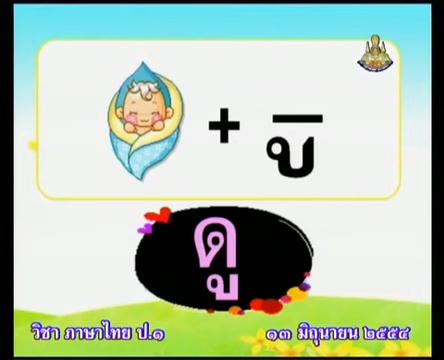 + –ู
ดู
วิชา ภาษาไทย ป.๑ ๑๓ มิถุนายน ๒๕๕๔